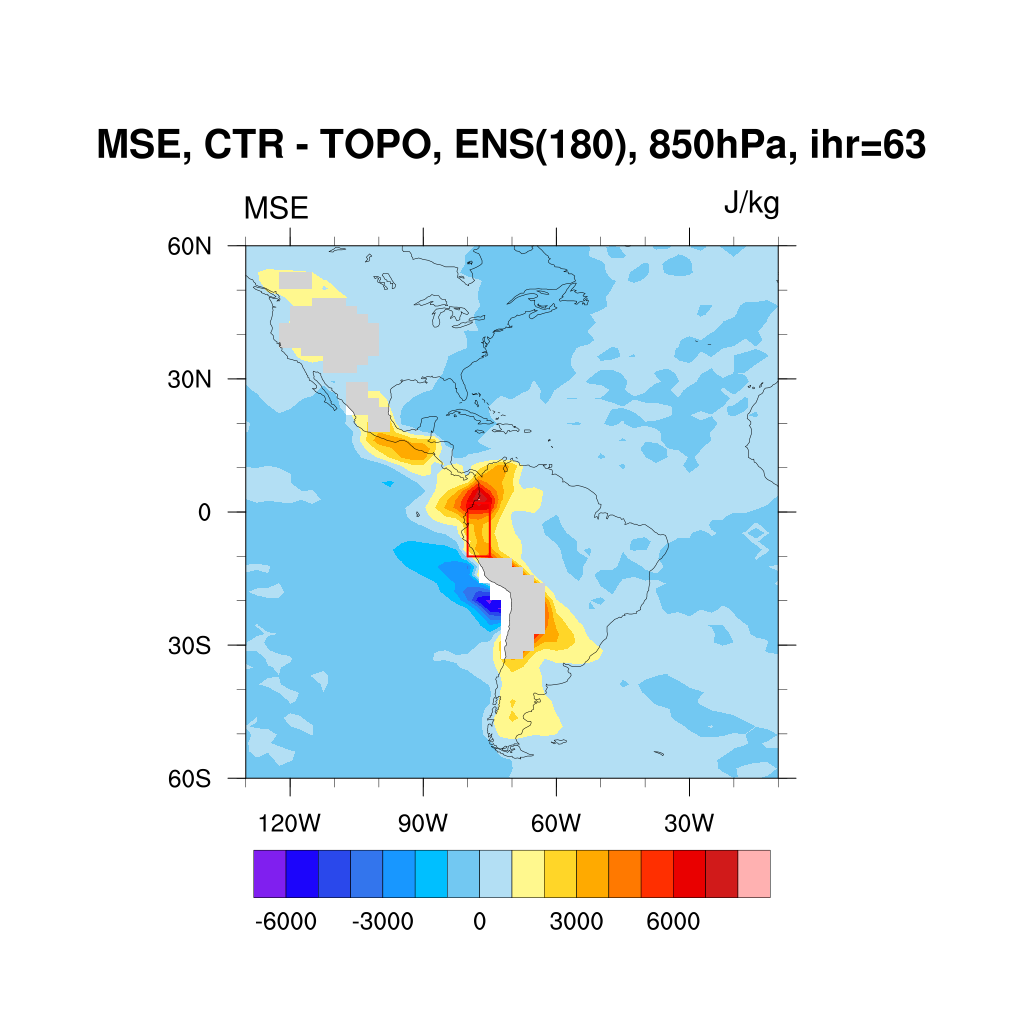 MSE, CTR - TOPO, ENS(180), 850hPa, ihr=63
MSE J/kg
60N
30N
0
30S
60S
120W 90W 60W 30W
-6000 -3000 0 3000 6000